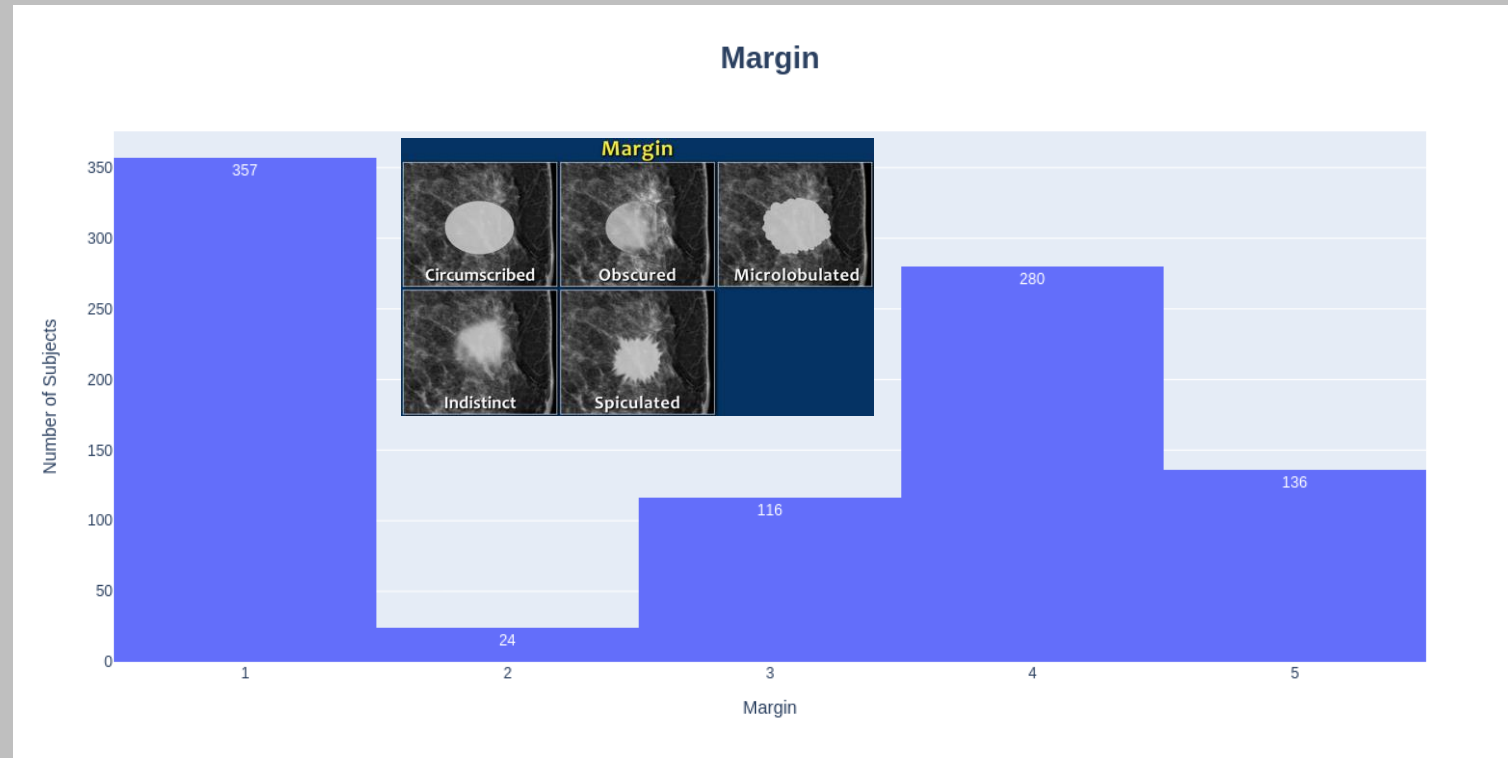 Margin
Number of Subjects
350
300
250
200
150
100
50
0
357
24
116
280
136
Margin
Circumscribed
Obscured
Microlobulated
Indistinct
Spiculated
1
2
3
4
5
Margin